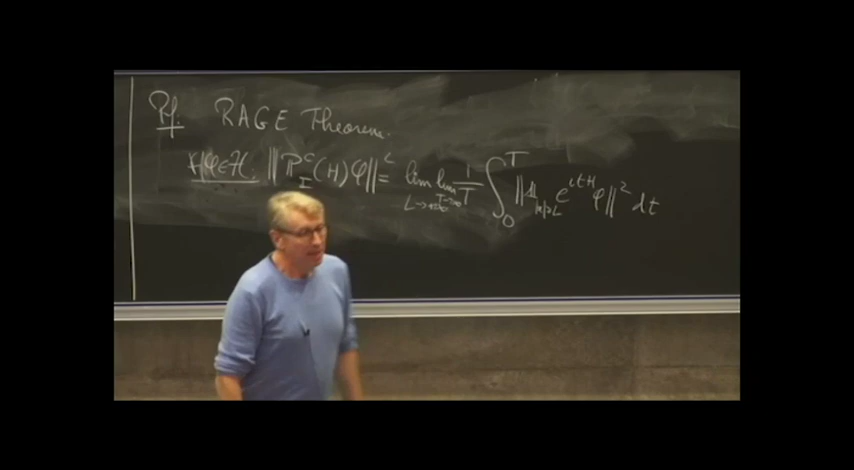 Pf. RAGE Theorem.
∀φ∈ℋ. ‖ℙ_I^c(H)φ‖² = lim_{L→∞} lim_{T→∞} 1/T ∫_0^T ‖𝟙_{|x|>L} e^{itH} φ‖² dt